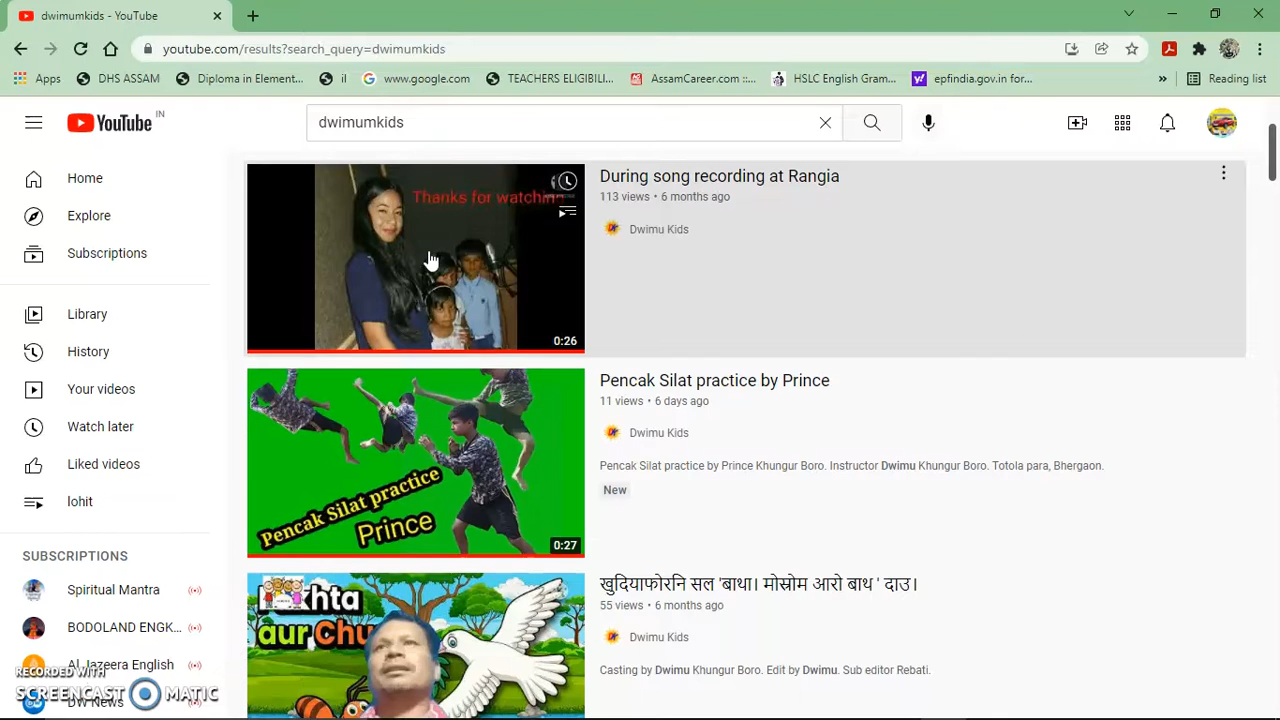 dwimumkids - YouTube
youtube.com/results?search_query=dwimumkids
Apps DHS ASSAM Diploma in Element... il www.google.com TEACHERS ELIGIBILI... AssamCareer.com ::... HSLC English Gram... epfindia.gov.in for... » Reading list
YouTube IN
dwimumkids
Home
Explore
Subscriptions
Library
History
Your videos
Watch later
Liked videos
lohit
SUBSCRIPTIONS
Spiritual Mantra
BODOLAND ENGK...
Al Jazeera English
DW News
RECORDED WITH
SCREENCAST MATIC
Thanks for watchin
0:26
During song recording at Rangia
113 views • 6 months ago
Dwimu Kids
Pencak Silat practice
Prince
0:27
Pencak Silat practice by Prince
11 views • 6 days ago
Dwimu Kids
Pencak Silat practice by Prince Khungur Boro. Instructor Dwimu Khungur Boro. Totola para, Bhergaon.
New
aur Chu
खुदियाफोरनि सल 'बाथा। मोस्रोम आरो बाथ ' दाउ।
55 views • 6 months ago
Dwimu Kids
Casting by Dwimu Khungur Boro. Edit by Dwimu. Sub editor Rebati.